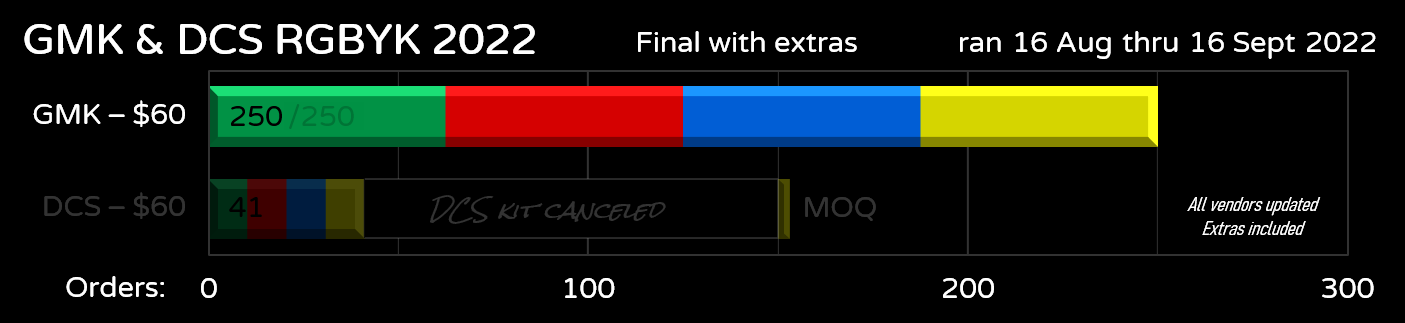 GMK & DCS RGBYK 2022 Final with extras ran 16 Aug thru 16 Sept 2022
GMK – $60 250 /250
DCS – $60 41 DCS KIT CANCELED MOQ
All vendors updated
Extras included
Orders: 0 100 200 300